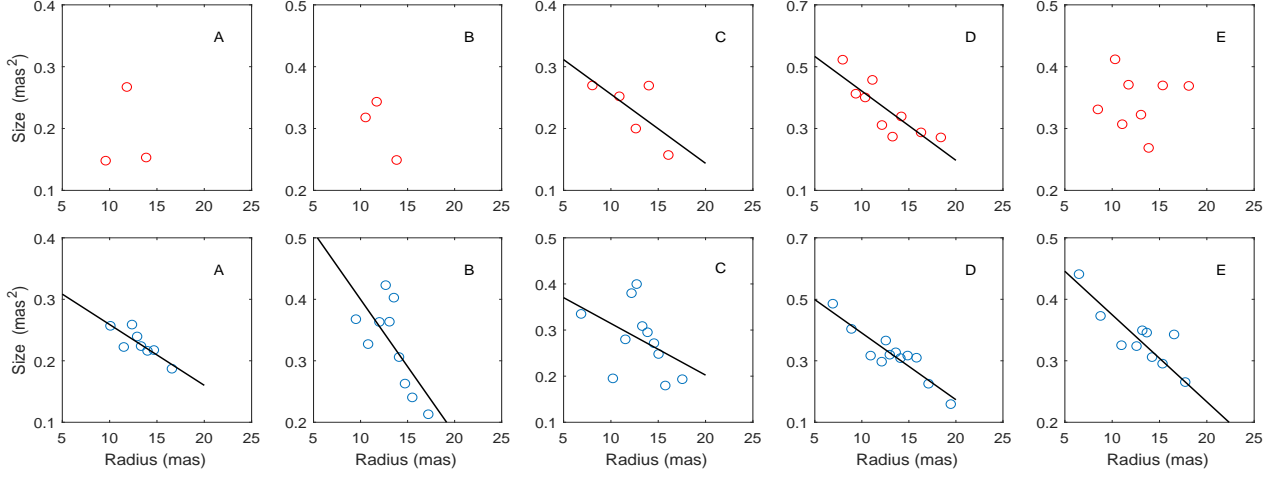 0.4 0.5 0.4 0.7 0.5
A B C D E
0.3 0.4 0.3 0.5 0.4
Size (mas²)
0.2 0.3 0.2 0.3 0.3
0.1 0.2 0.1 0.1 0.2
5 10 15 20 25 5 10 15 20 25 5 10 15 20 25 5 10 15 20 25 5 10 15 20 25
0.4 0.5 0.5 0.7 0.5
A B C D E
0.4
0.3 0.4 0.5 0.4
Size (mas²)
0.3
0.2 0.3 0.3 0.3
0.2
0.1 0.2 0.1 0.1 0.2
5 10 15 20 25 5 10 15 20 25 5 10 15 20 25 5 10 15 20 25 5 10 15 20 25
Radius (mas) Radius (mas) Radius (mas) Radius (mas) Radius (mas)